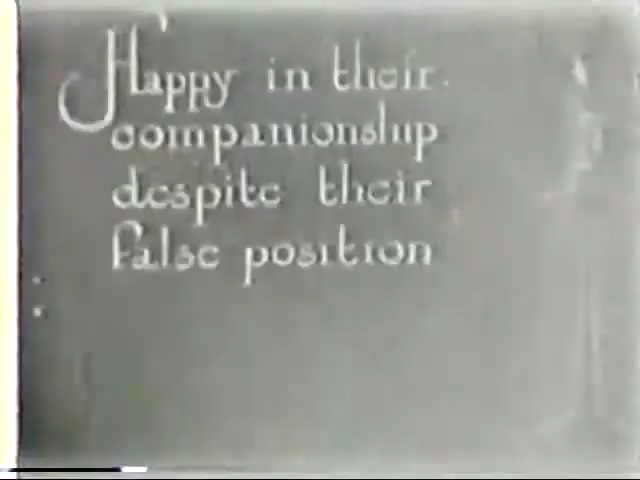 Happy in their
companionship
despite their
false position